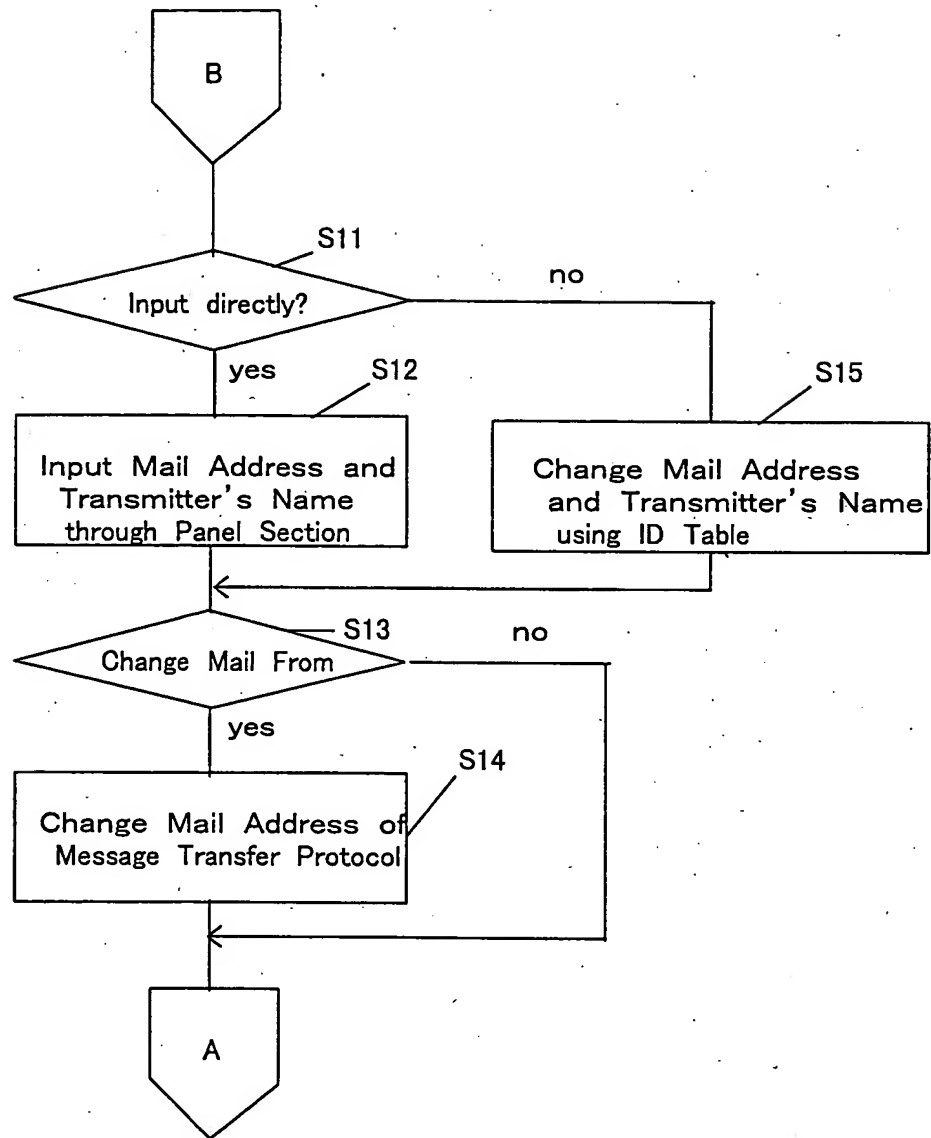 B
S11
Input directly?
no
yes
S12
Input Mail Address and
Transmitter's Name
through Panel Section
S15
Change Mail Address
and Transmitter's Name
using ID Table
S13
Change Mail From
no
yes
S14
Change Mail Address of
Message Transfer Protocol
A